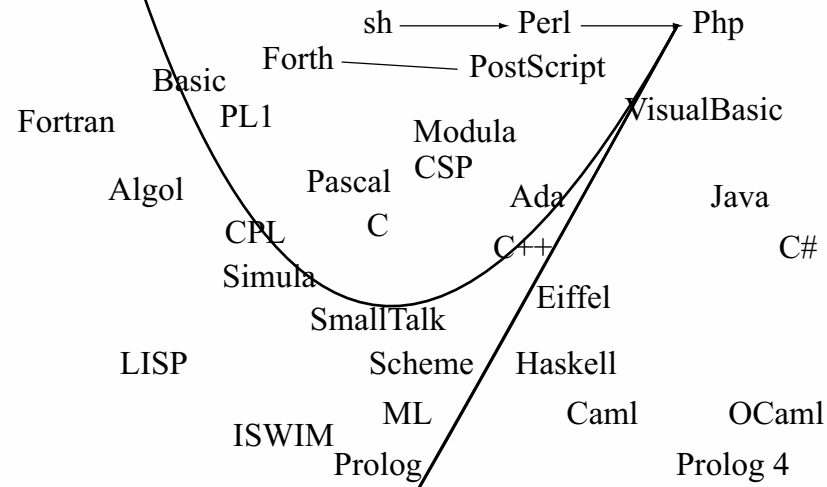 sh Perl Php
Forth PostScript
Basic
VisualBasic
Fortran PL1
Modula
CSP
Pascal
Algol Ada Java
C
CPL C++ C#
Simula
Eiffel
SmallTalk
LISP Scheme Haskell
ML Caml OCaml
ISWIM
Prolog Prolog 4